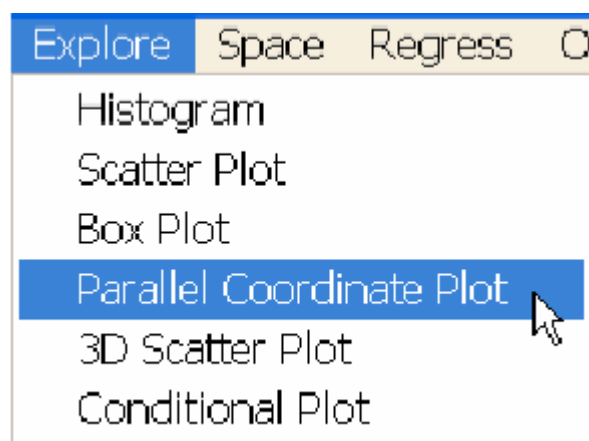 Explore Space Regress
Histogram
Scatter Plot
Box Plot
Parallel Coordinate Plot
3D Scatter Plot
Conditional Plot